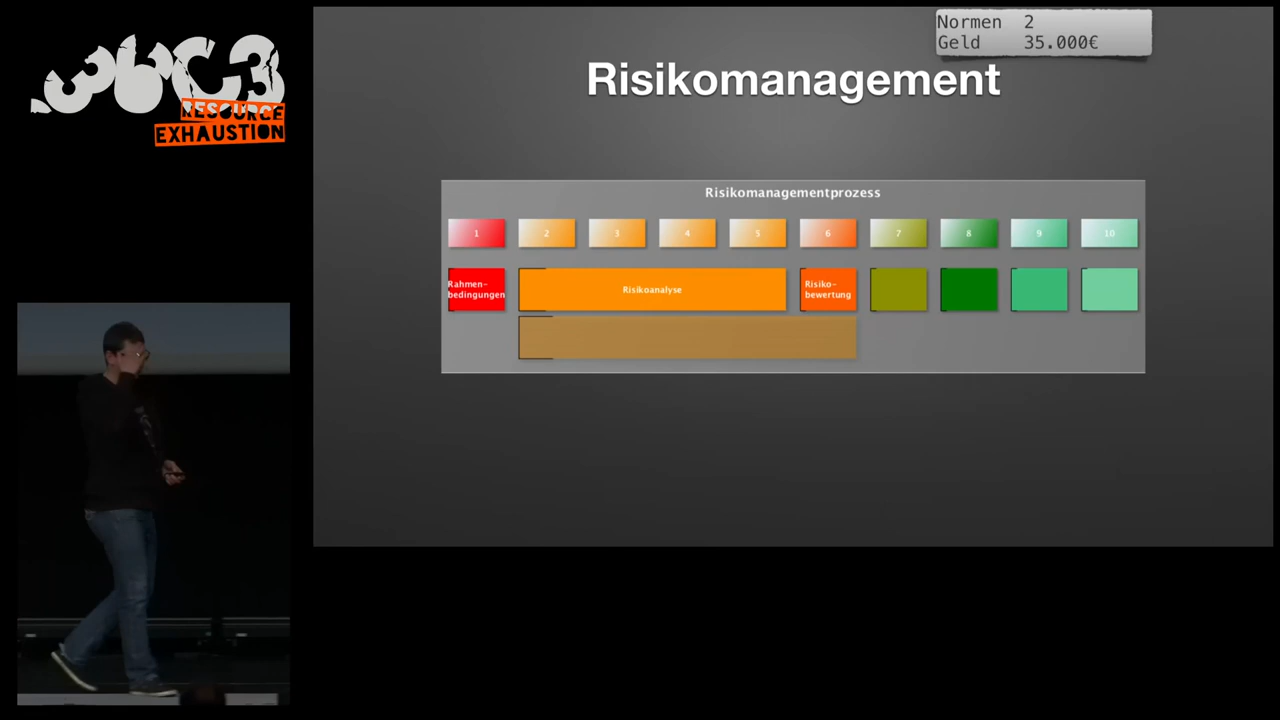 36C3
RESOURCE
EXHAUSTION
Normen 2
Geld 35.000€
Risikomanagement
Risikomanagementprozess
1 2 3 4 5 6 7 8 9 10
Rahmen-
bedingungen
Risikoanalyse
Risiko-
bewertung